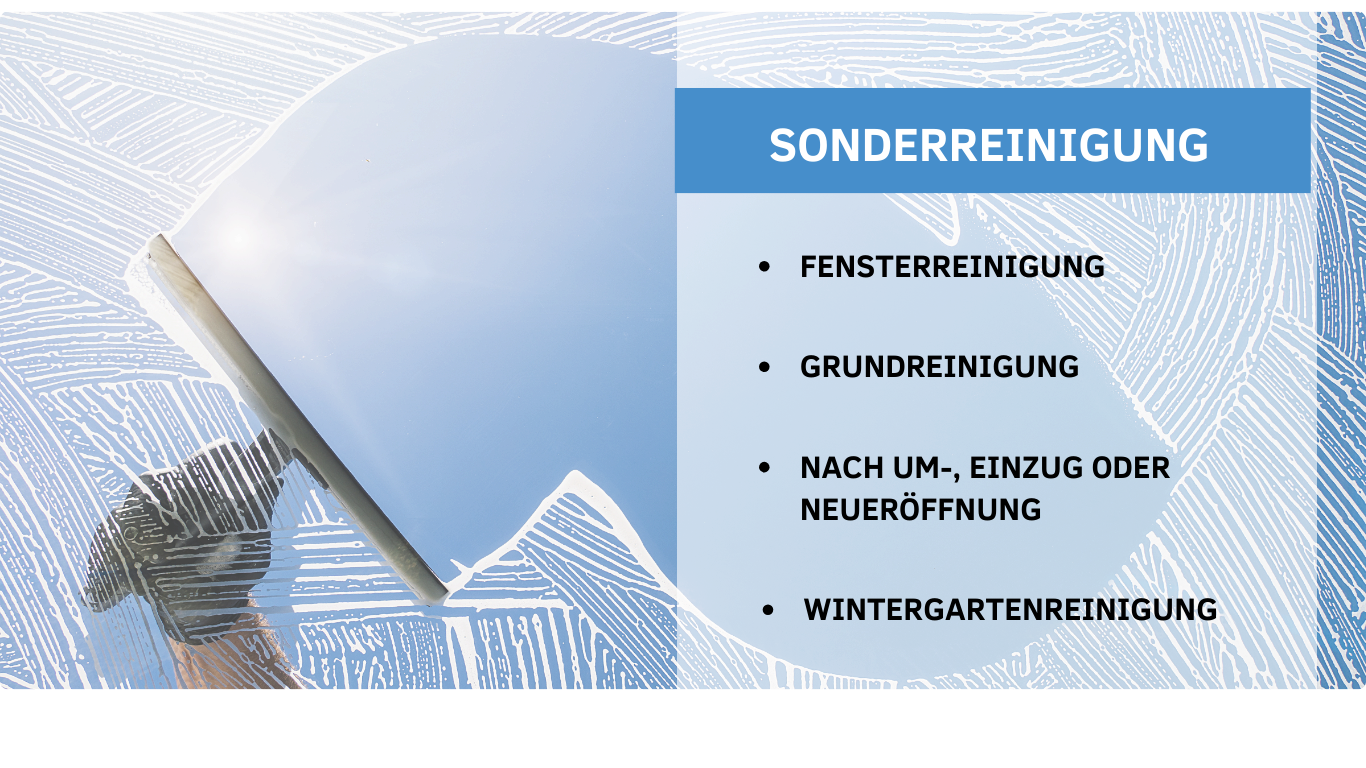 SONDERREINIGUNG
• FENSTERREINIGUNG
• GRUNDREINIGUNG
• NACH UM-, EINZUG ODER
NEUERÖFFNUNG
• WINTERGARTENREINIGUNG